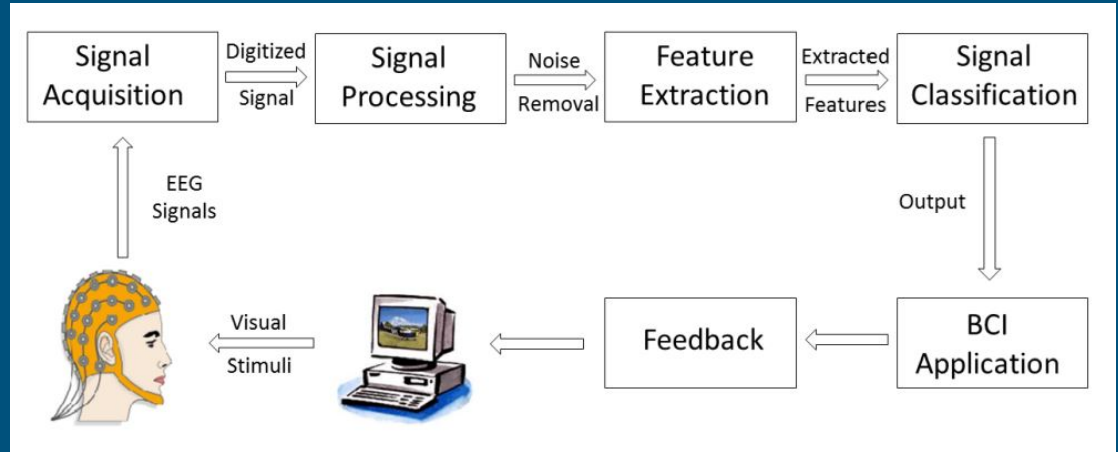 Signal
Acquisition
Digitized
Signal
Signal
Processing
Noise
Removal
Feature
Extraction
Extracted
Features
Signal
Classification
EEG
Signals
Output
Visual
Stimuli
Feedback
BCI
Application